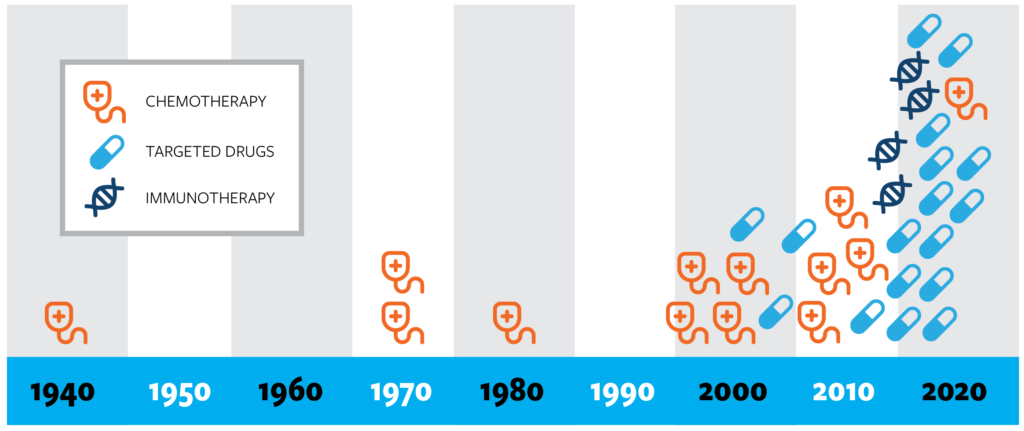 CHEMOTHERAPY
TARGETED DRUGS
IMMUNOTHERAPY
1940 1950 1960 1970 1980 1990 2000 2010 2020